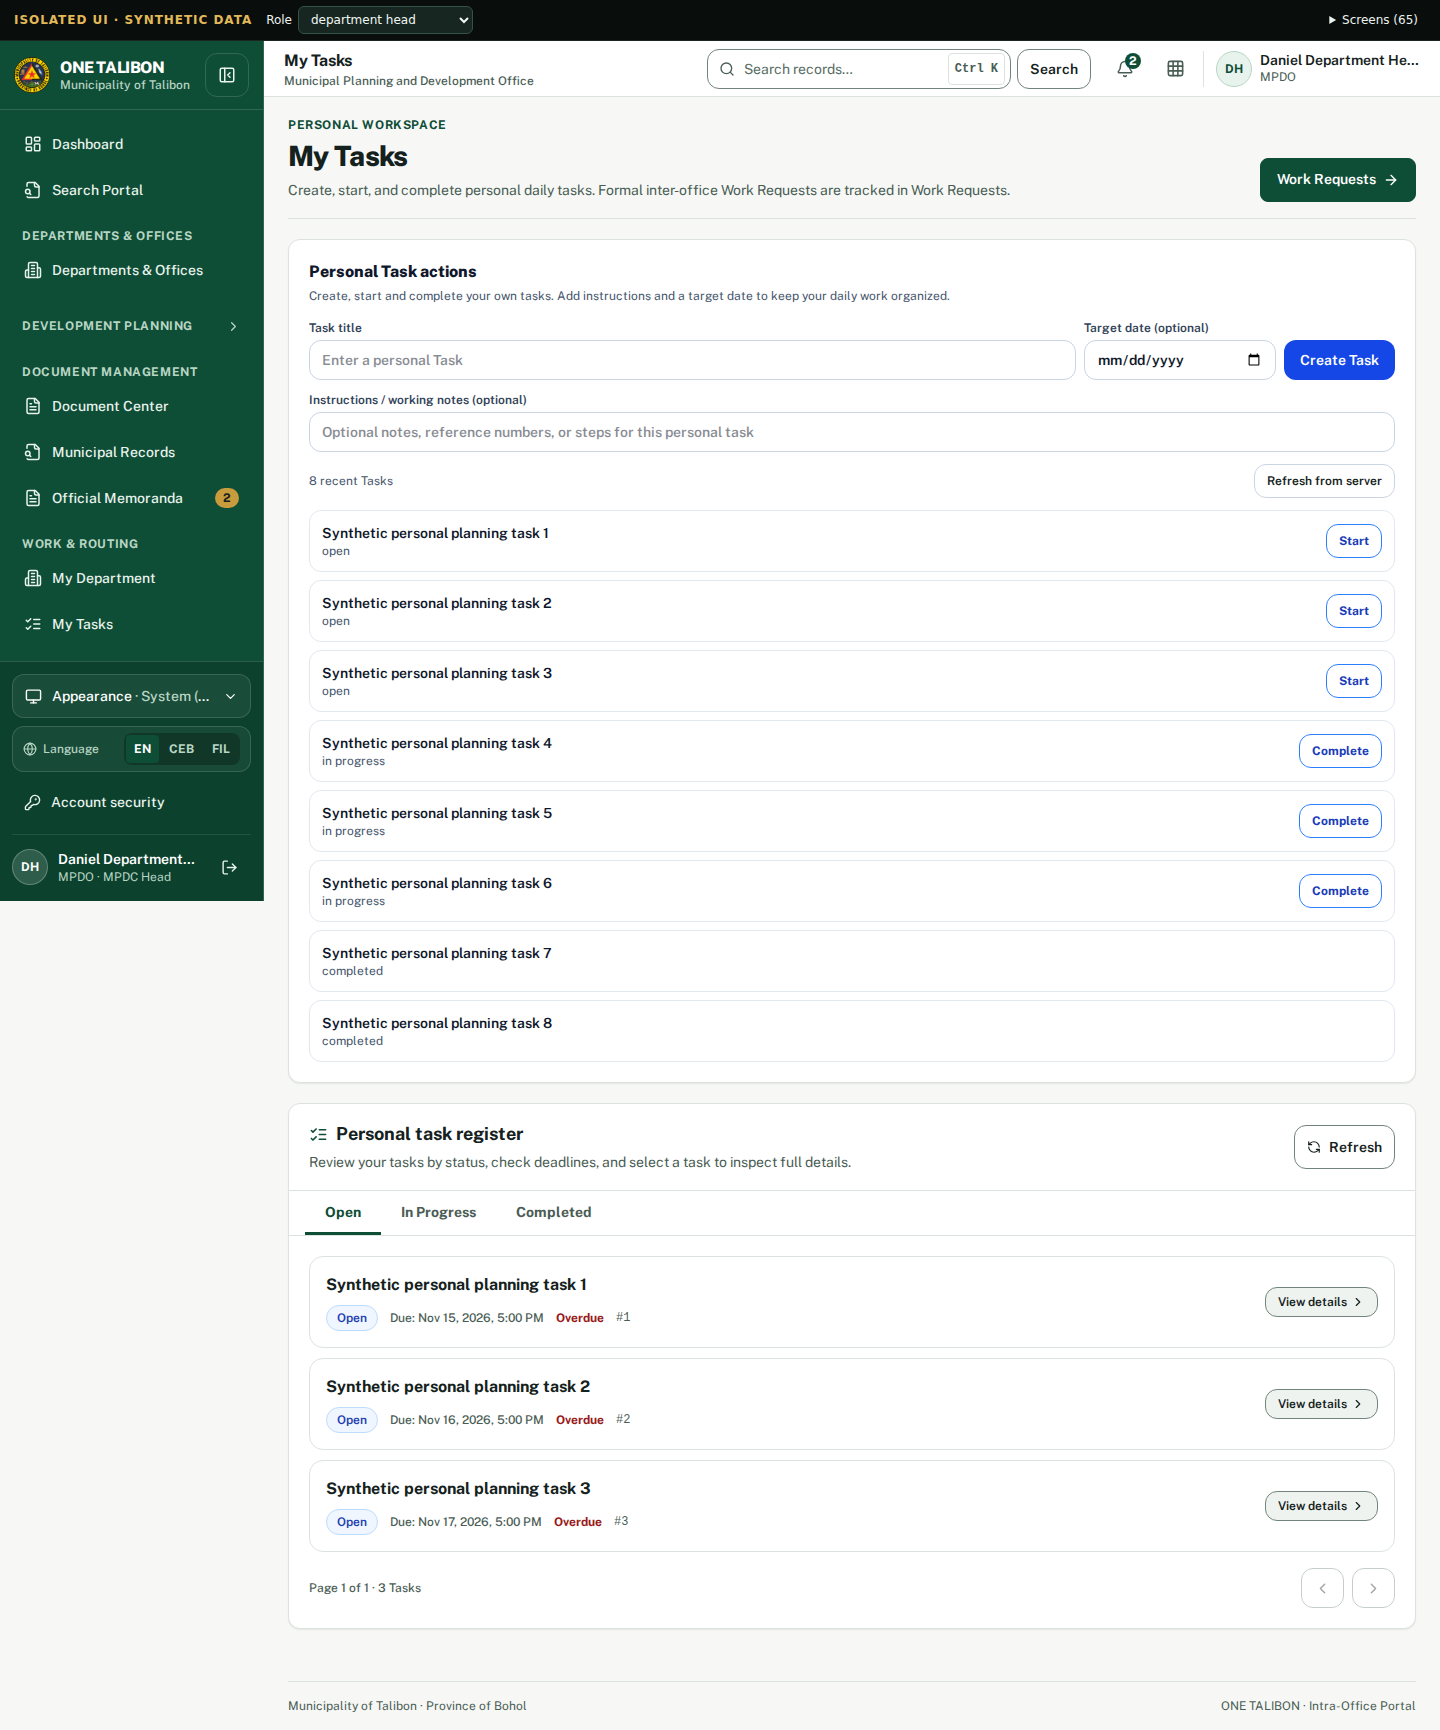 ISOLATED UI · SYNTHETIC DATA
Role
department head
Screens (65)
ONE TALIBON
Municipality of Talibon
Dashboard
Search Portal
DEPARTMENTS & OFFICES
Departments & Offices
DEVELOPMENT PLANNING
DOCUMENT MANAGEMENT
Document Center
Municipal Records
Official Memoranda
2
WORK & ROUTING
My Department
My Tasks
Appearance · System (...
Language
EN
CEB
FIL
Account security
DH
Daniel Department...
MPDO · MPDC Head
My Tasks
Municipal Planning and Development Office
Search records...
Ctrl K
Search
2
DH
Daniel Department He...
MPDO
PERSONAL WORKSPACE
My Tasks
Create, start, and complete personal daily tasks. Formal inter-office Work Requests are tracked in Work Requests.
Work Requests
Personal Task actions
Create, start and complete your own tasks. Add instructions and a target date to keep your daily work organized.
Task title
Enter a personal Task
Target date (optional)
mm/dd/yyyy
Create Task
Instructions / working notes (optional)
Optional notes, reference numbers, or steps for this personal task
8 recent Tasks
Refresh from server
Synthetic personal planning task 1
open
Start
Synthetic personal planning task 2
open
Start
Synthetic personal planning task 3
open
Start
Synthetic personal planning task 4
in progress
Complete
Synthetic personal planning task 5
in progress
Complete
Synthetic personal planning task 6
in progress
Complete
Synthetic personal planning task 7
completed
Synthetic personal planning task 8
completed
Personal task register
Review your tasks by status, check deadlines, and select a task to inspect full details.
Refresh
Open
In Progress
Completed
Synthetic personal planning task 1
Open
Due: Nov 15, 2026, 5:00 PM
Overdue
#1
View details
Synthetic personal planning task 2
Open
Due: Nov 16, 2026, 5:00 PM
Overdue
#2
View details
Synthetic personal planning task 3
Open
Due: Nov 17, 2026, 5:00 PM
Overdue
#3
View details
Page 1 of 1 · 3 Tasks
Municipality of Talibon · Province of Bohol
ONE TALIBON · Intra-Office Portal